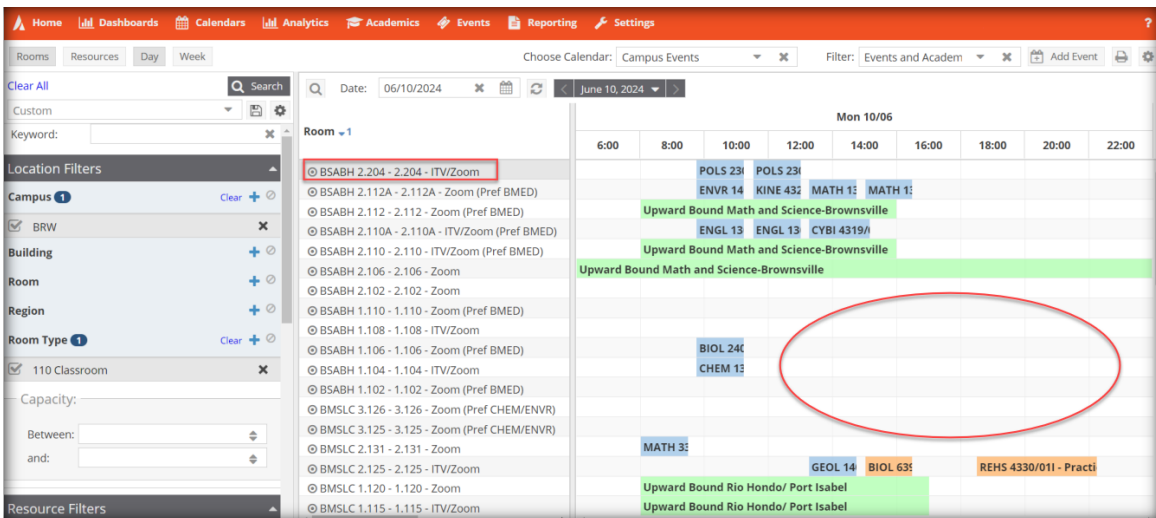 Home Dashboards Calendars Analytics Academics Events Reporting Settings ?
Rooms Resources Day Week Choose Calendar: Campus Events Filter: Events and Academ Add Event
Clear All Search
Custom
Keyword:
Location Filters
Campus 1 Clear
BRW
Building
Room
Region
Room Type 1 Clear
110 Classroom
Capacity:
Between:
and:
Resource Filters
Date: 06/10/2024 June 10, 2024
Room 1
Mon 10/06
6:00 8:00 10:00 12:00 14:00 16:00 18:00 20:00 22:00
BSABH 2.204 - 2.204 - ITV/Zoom POLS 230 POLS 230
BSABH 2.112A - 2.112A - Zoom (Pref BMED) ENVR 14 KINE 432 MATH 13 MATH 13
BSABH 2.112 - 2.112 - Zoom (Pref BMED) Upward Bound Math and Science-Brownsville
BSABH 2.110A - 2.110A - ITV/Zoom (Pref BMED) ENGL 13 ENGL 13 CYBI 4319/
BSABH 2.110 - 2.110 - ITV/Zoom (Pref BMED) Upward Bound Math and Science-Brownsville
BSABH 2.106 - 2.106 - Zoom Upward Bound Math and Science-Brownsville
BSABH 2.102 - 2.102 - Zoom
BSABH 1.110 - 1.110 - Zoom (Pref BMED)
BSABH 1.108 - 1.108 - ITV/Zoom
BSABH 1.106 - 1.106 - Zoom (Pref BMED) BIOL 240
BSABH 1.104 - 1.104 - ITV/Zoom CHEM 13
BSABH 1.102 - 1.102 - Zoom (Pref BMED)
BMSLC 3.126 - 3.126 - Zoom (Pref CHEM/ENVR)
BMSLC 3.125 - 3.125 - Zoom (Pref CHEM/ENVR)
BMSLC 2.131 - 2.131 - Zoom MATH 33
BMSLC 2.125 - 2.125 - ITV/Zoom GEOL 14 BIOL 639 REHS 4330/01I - Practi
BMSLC 1.120 - 1.120 - Zoom Upward Bound Rio Hondo/ Port Isabel
BMSLC 1.115 - 1.115 - ITV/Zoom Upward Bound Rio Hondo/ Port Isabel